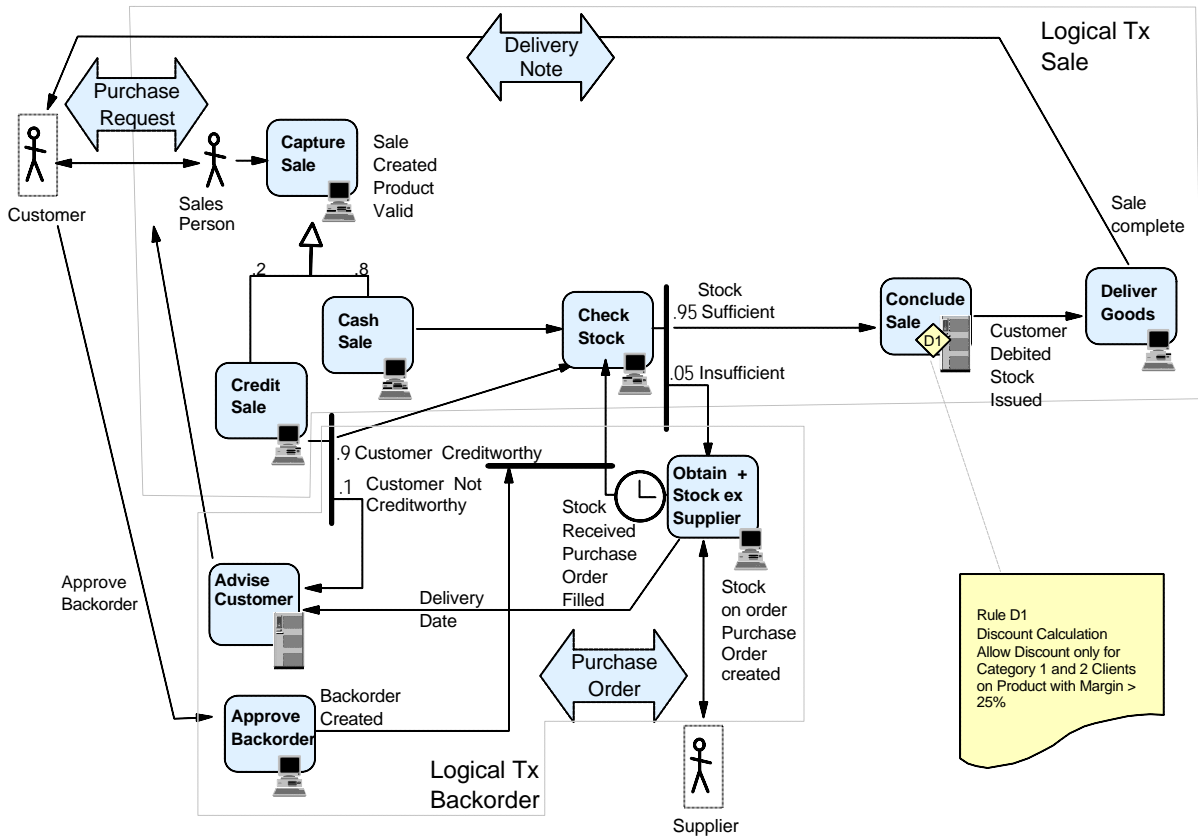 Logical Tx
Sale
Delivery
Note
Purchase
Request
Customer
Sales
Person
Capture
Sale
Sale
Created
Product
Valid
.2
.8
Cash
Sale
Credit
Sale
Check
Stock
Stock
.95 Sufficient
.05 Insufficient
Conclude
Sale
D1
Customer
Debited
Stock
Issued
Deliver
Goods
Sale
complete
.9 Customer Creditworthy
.1 Customer Not
Creditworthy
Obtain +
Stock ex
Supplier
Stock
Received
Purchase
Order
Filled
Advise
Customer
Approve
Backorder
Delivery
Date
Stock
on order
Purchase
Order
created
Purchase
Order
Approve
Backorder
Backorder
Created
Logical Tx
Backorder
Supplier
Rule D1
Discount Calculation
Allow Discount only for
Category 1 and 2 Clients
on Product with Margin >
25%